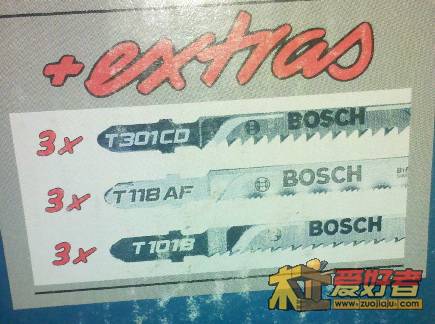 +extras
3x T301CD BOSCH
3x T118AF BOSCH
3x T101B BOSCH
爱好者
www.zuojiaju.com